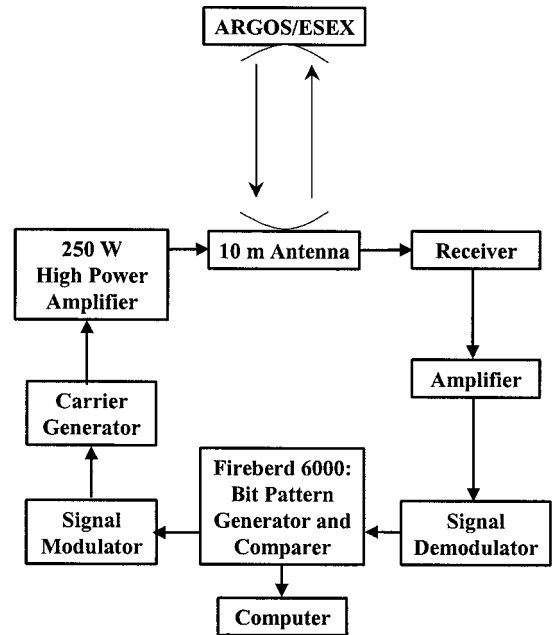 ARGOS/ESEX
250 W
High Power
Amplifier
10 m Antenna
Receiver
Amplifier
Carrier
Generator
Fireberd 6000:
Bit Pattern
Generator and
Comparer
Signal
Modulator
Signal
Demodulator
Computer